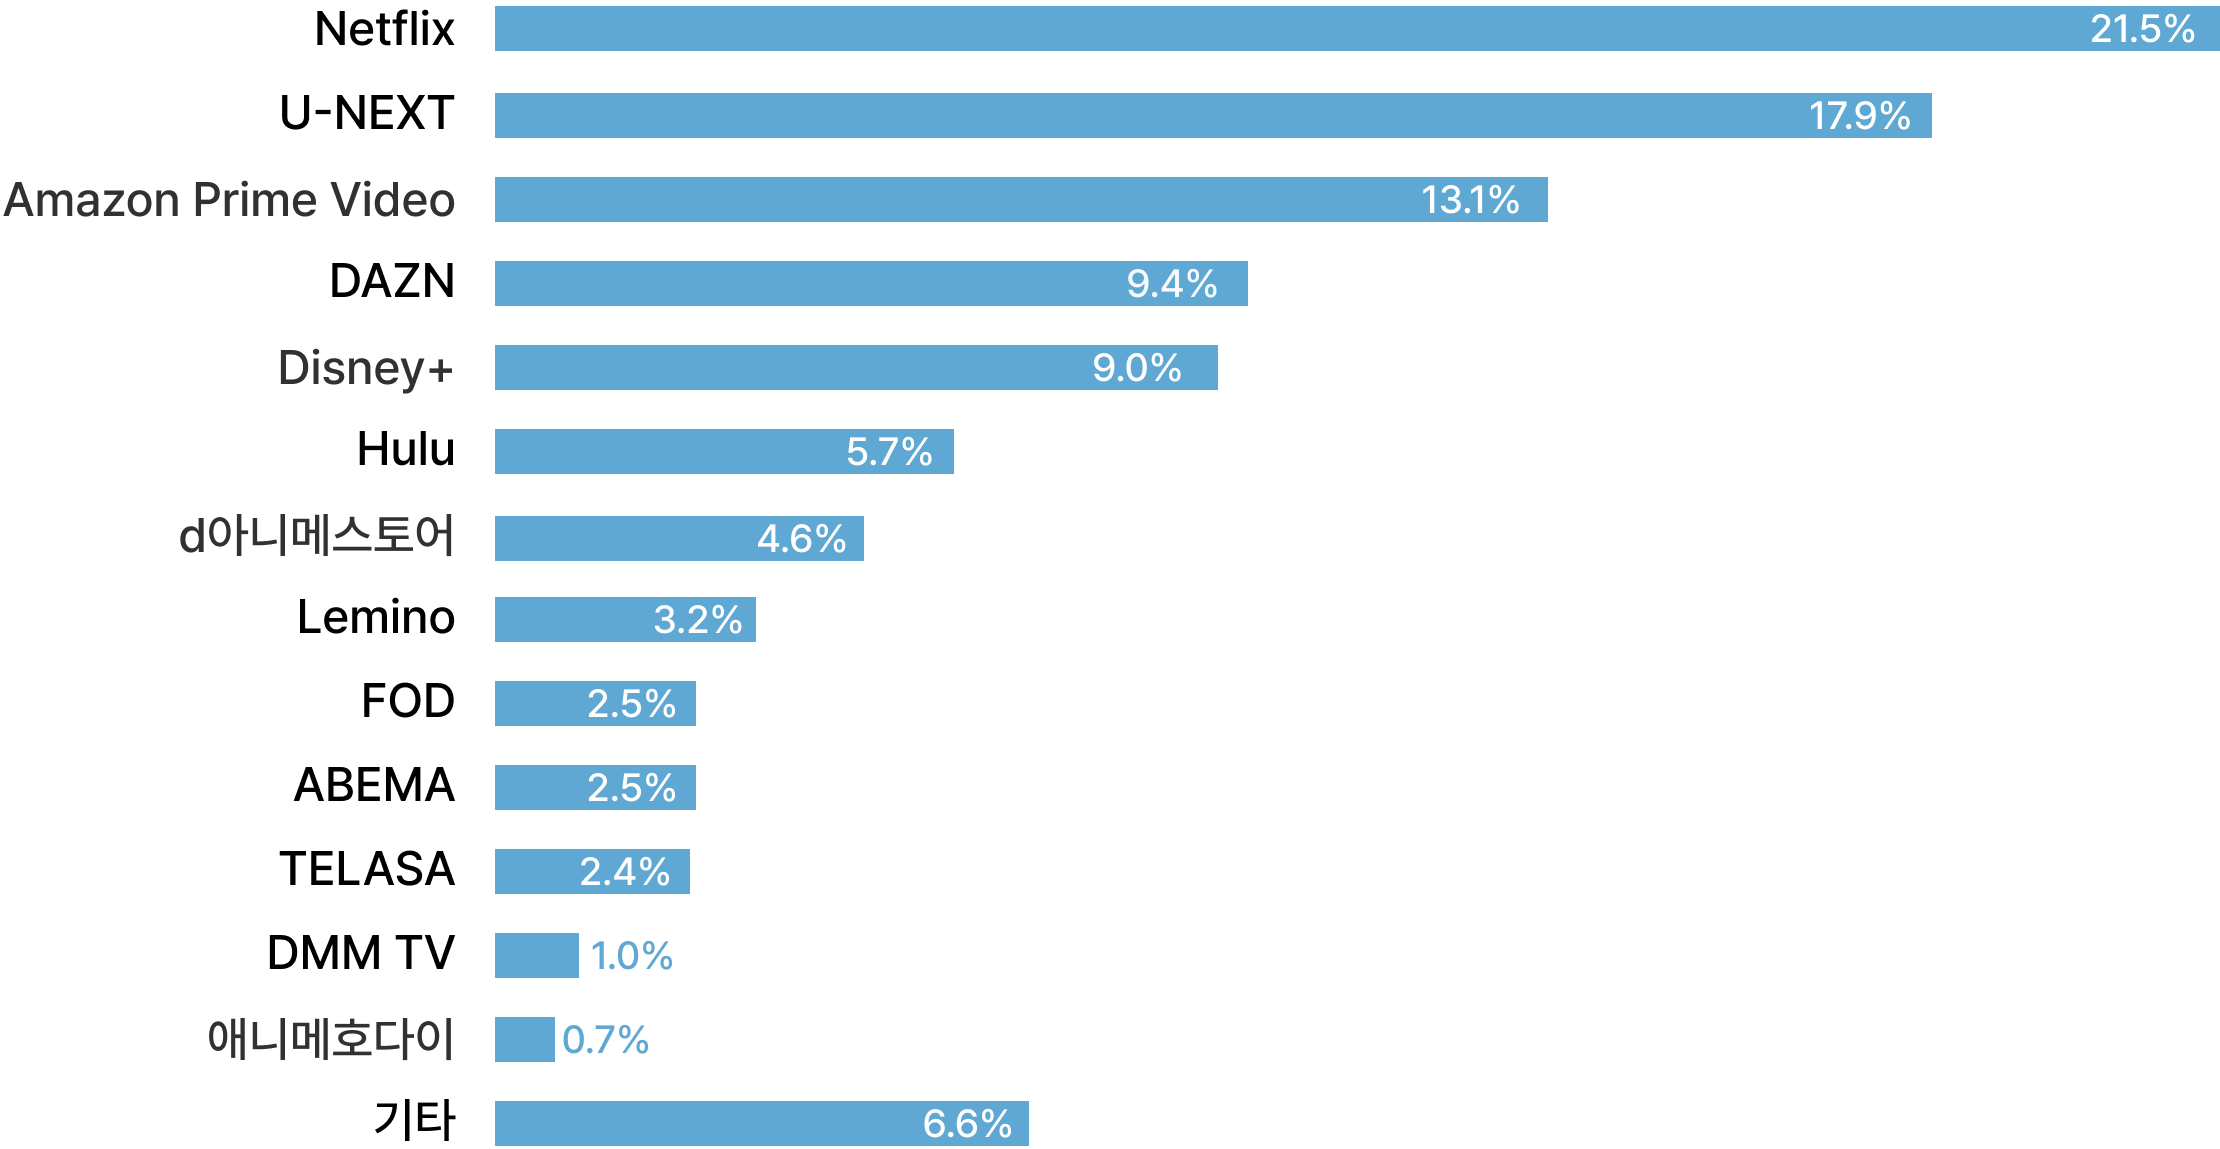 Netflix 21.5%
U-NEXT 17.9%
Amazon Prime Video 13.1%
DAZN 9.4%
Disney+ 9.0%
Hulu 5.7%
d아니메스토어 4.6%
Lemino 3.2%
FOD 2.5%
ABEMA 2.5%
TELASA 2.4%
DMM TV 1.0%
애니메호다이 0.7%
기타 6.6%